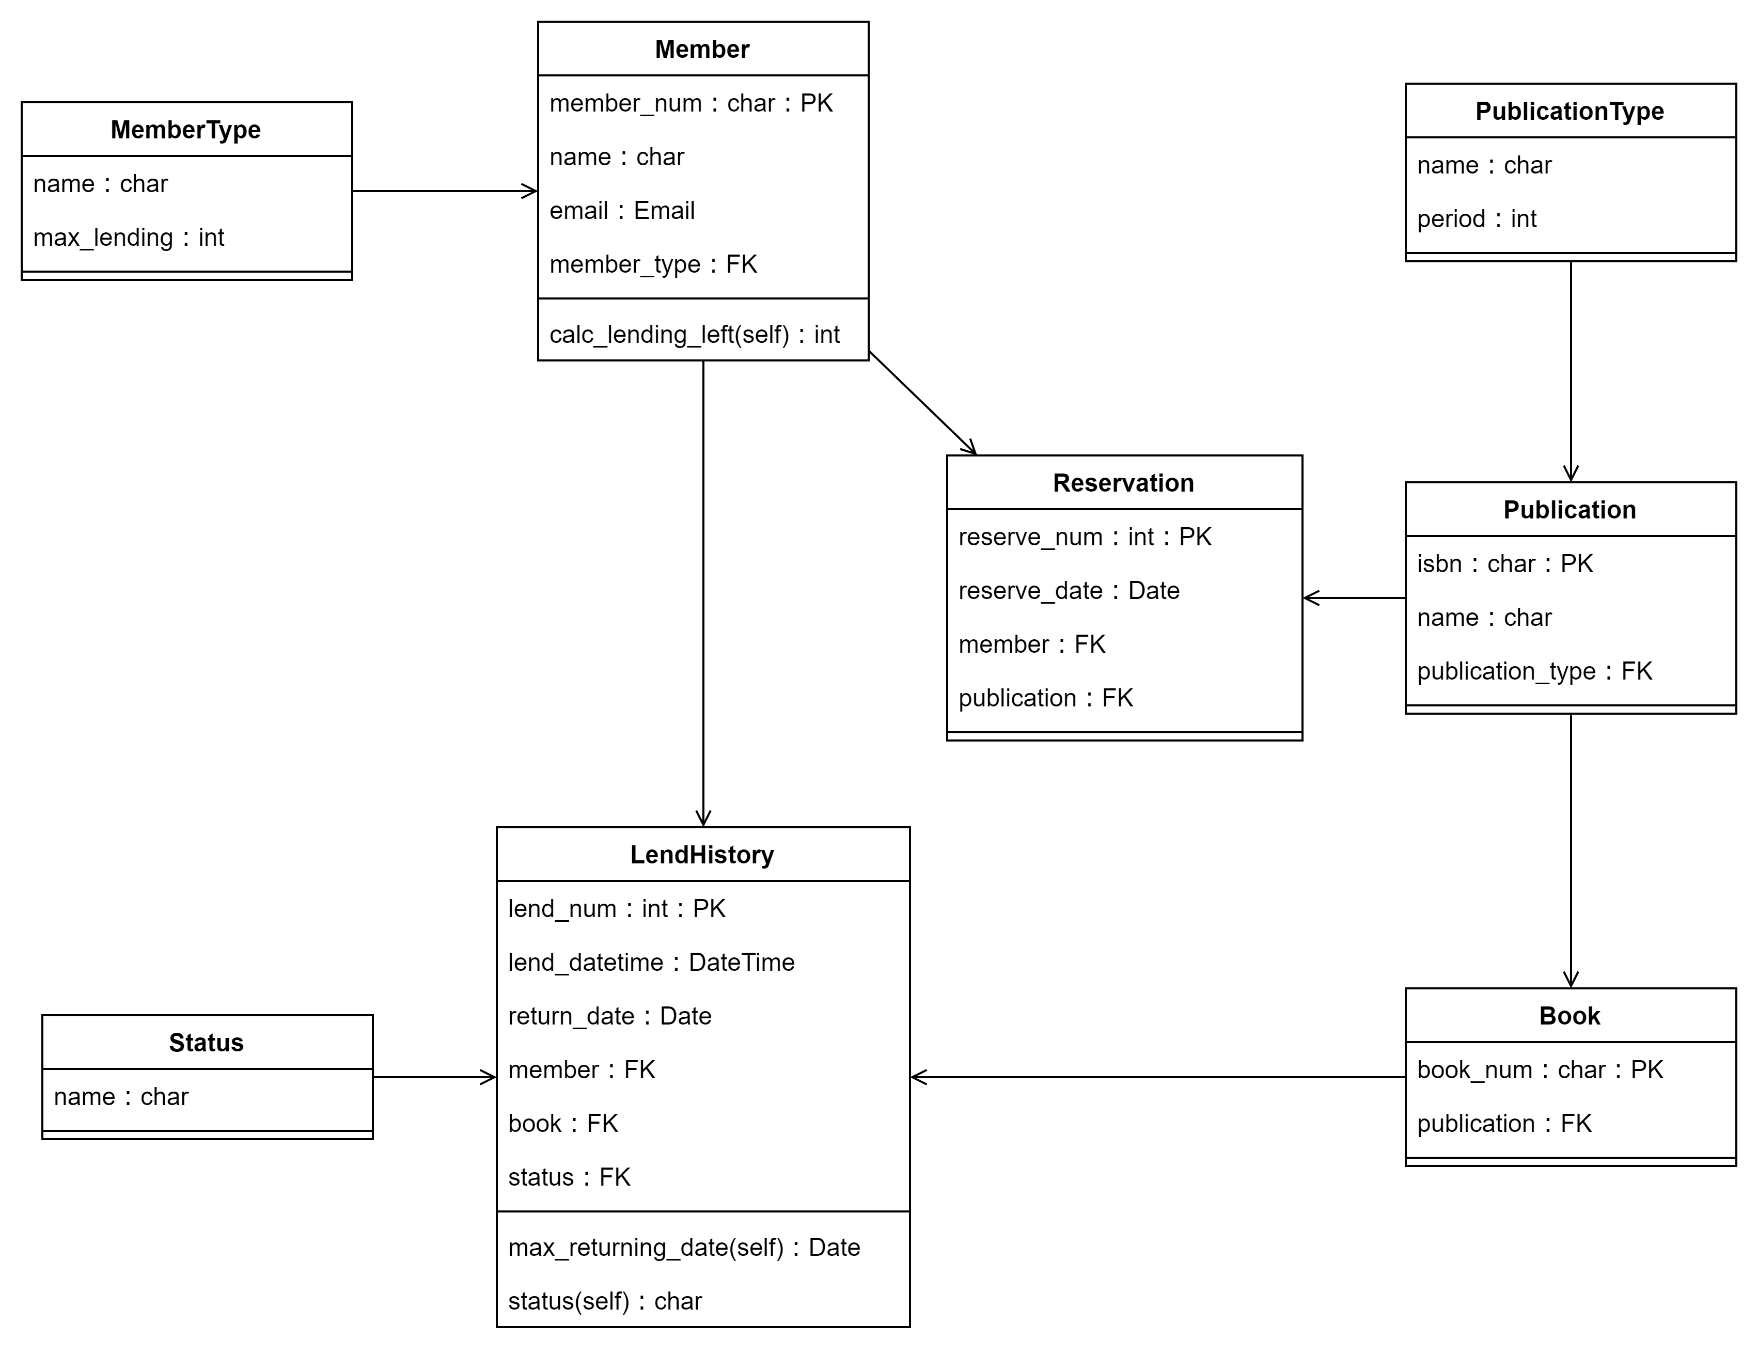 Member
member_num : char : PK
name : char
email : Email
member_type : FK
calc_lending_left(self) : int
MemberType
name : char
max_lending : int
PublicationType
name : char
period : int
Reservation
reserve_num : int : PK
reserve_date : Date
member : FK
publication : FK
Publication
isbn : char : PK
name : char
publication_type : FK
LendHistory
lend_num : int : PK
lend_datetime : DateTime
return_date : Date
member : FK
book : FK
status : FK
max_returning_date(self) : Date
status(self) : char
Status
name : char
Book
book_num : char : PK
publication : FK